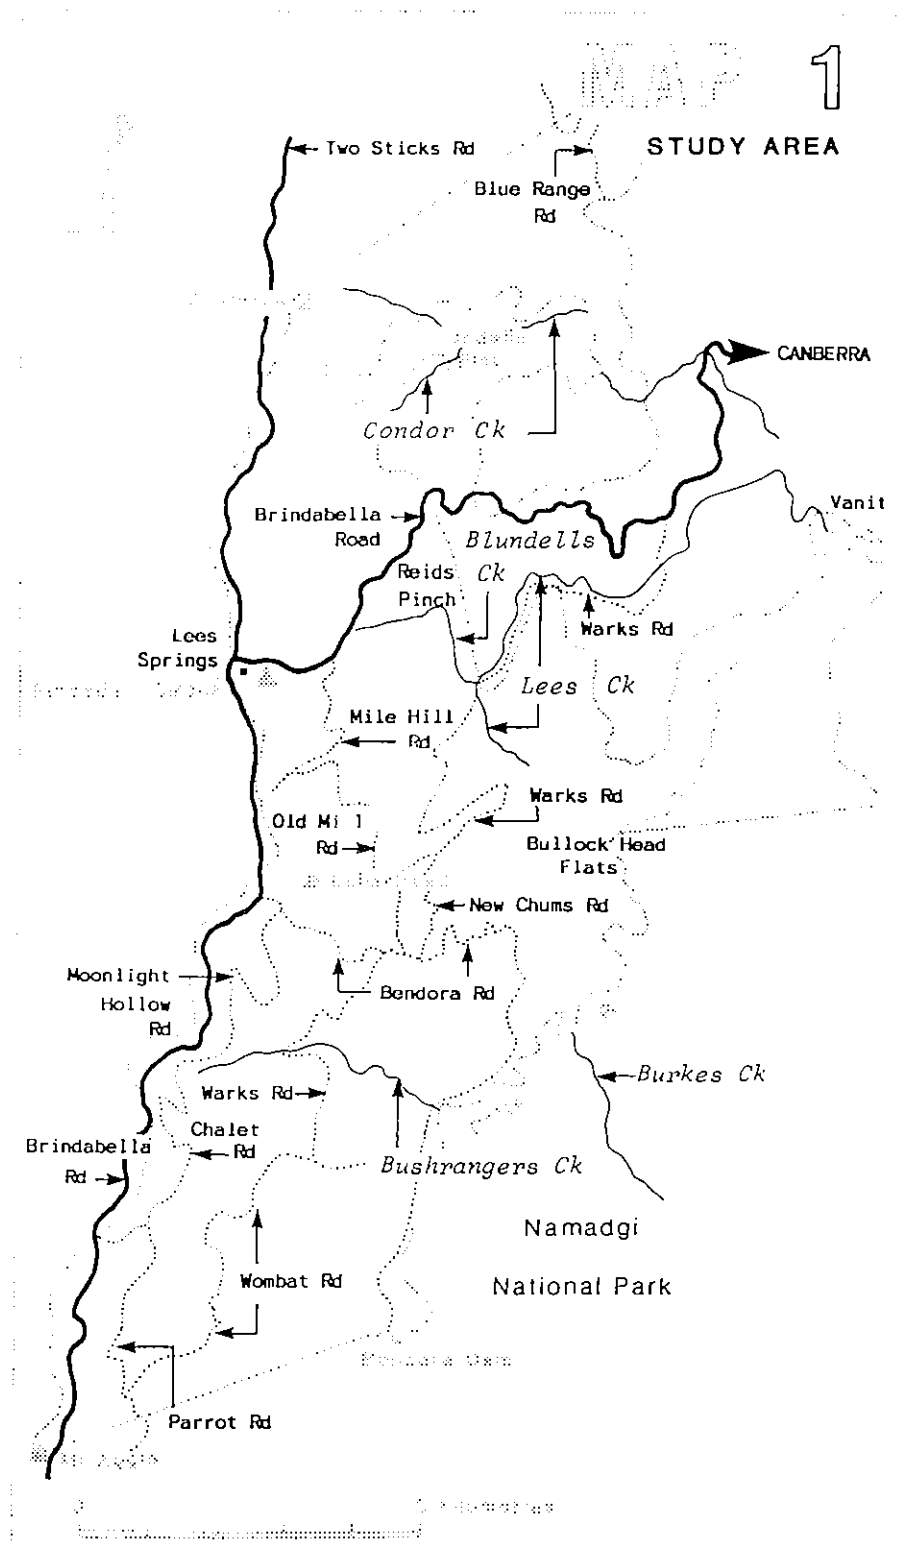 MAP 1
STUDY AREA
Two Sticks Rd
Blue Range
Rd
CANBERRA
Condor Ck
Vanit
Brindabella
Road
Blundells
Ck
Reids
Pinch
Warks Rd
Lees
Springs
Lees Ck
Mile Hill
Rd
Warks Rd
Old Mi l
Rd
Bullock Head
Flats
New Chums Rd
Moonlight
Hollow
Rd
Bendora Rd
Burkes Ck
Warks Rd
Chalet
Rd
Brindabella
Rd
Bushrangers Ck
Namadgi
National Park
Wombat Rd
Parrot Rd